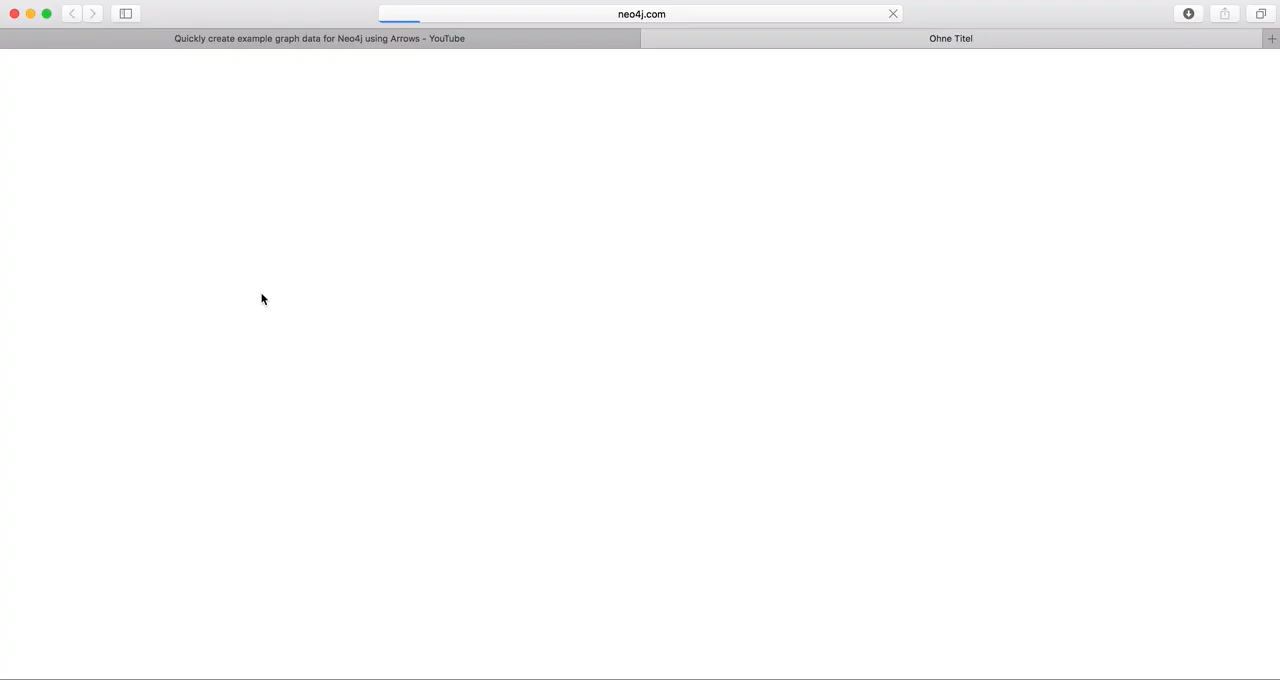 neo4j.com
Quickly create example graph data for Neo4j using Arrows - YouTube
Ohne Titel